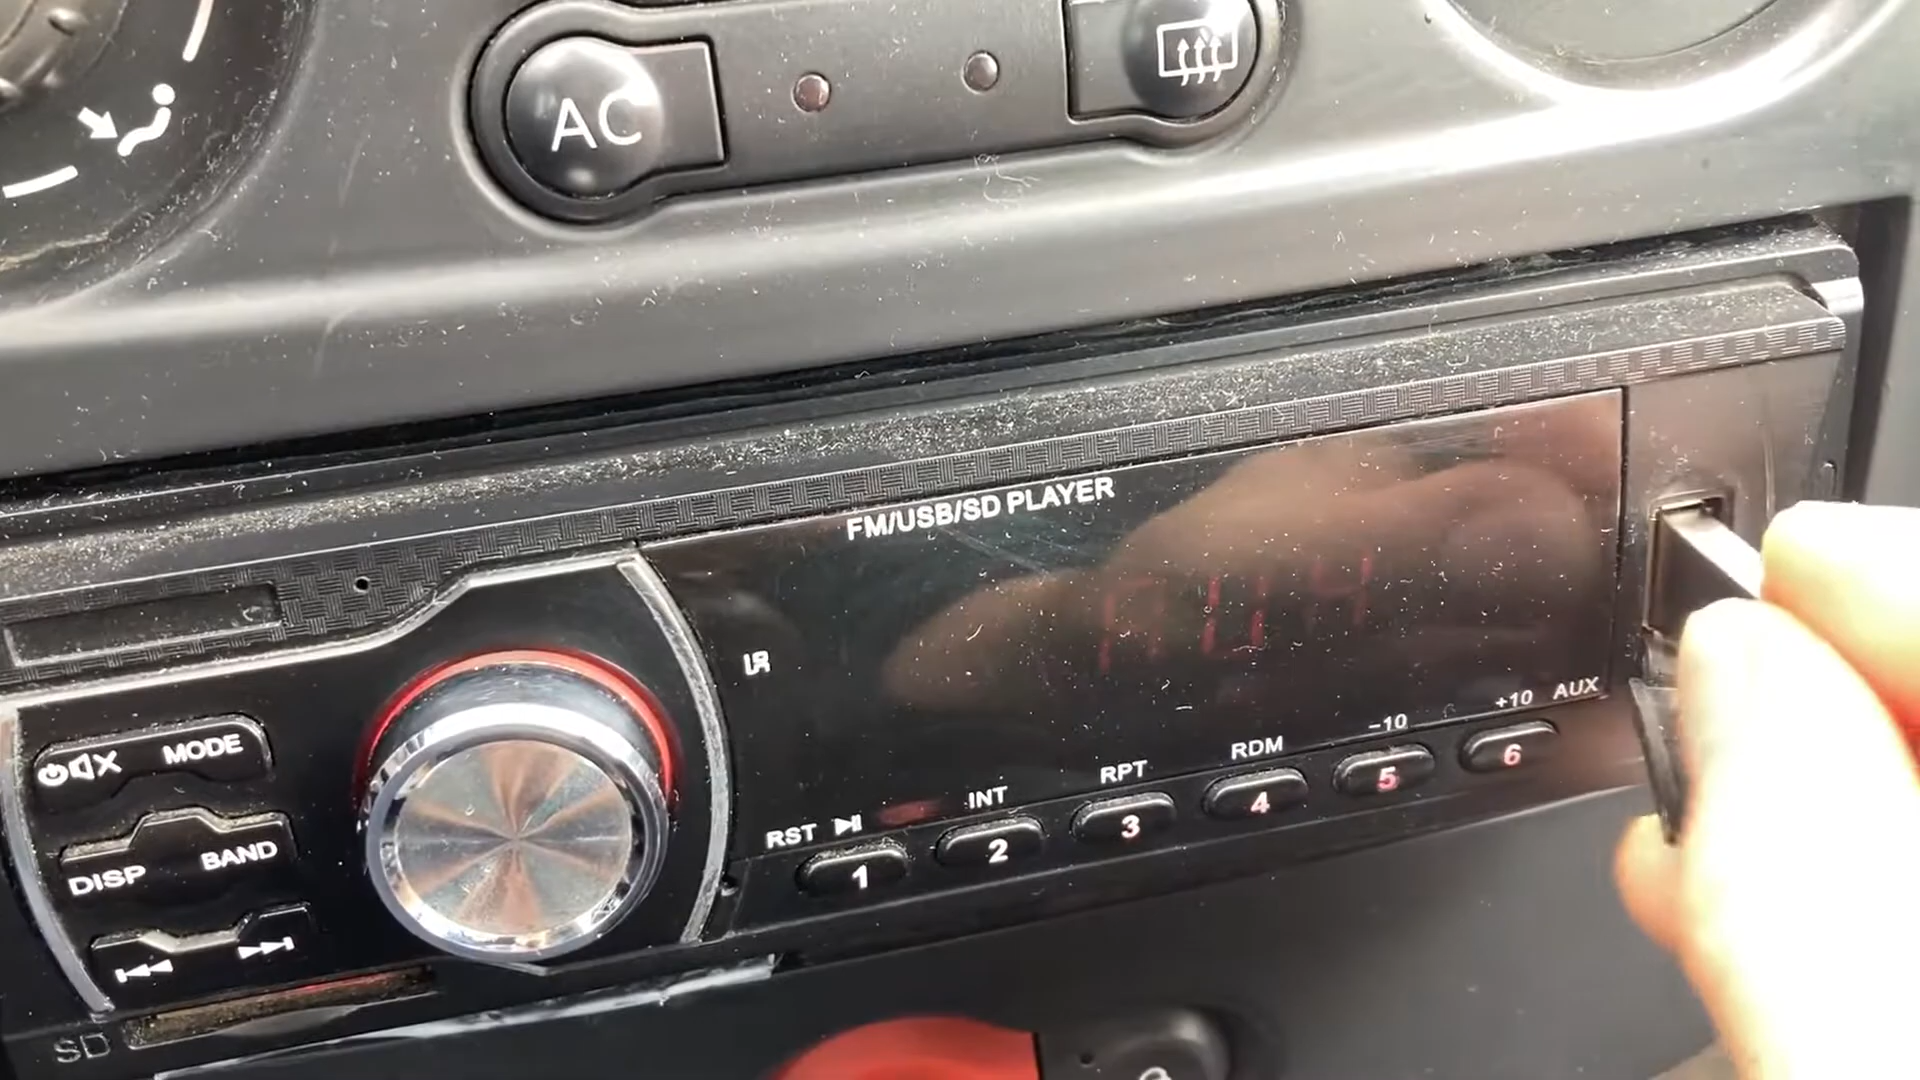 AC
FM/USB/SD PLAYER
MODE
DISP
BAND
SD
RST
INT
RPT
RDM
-10
+10
AUX
1
2
3
4
5
6